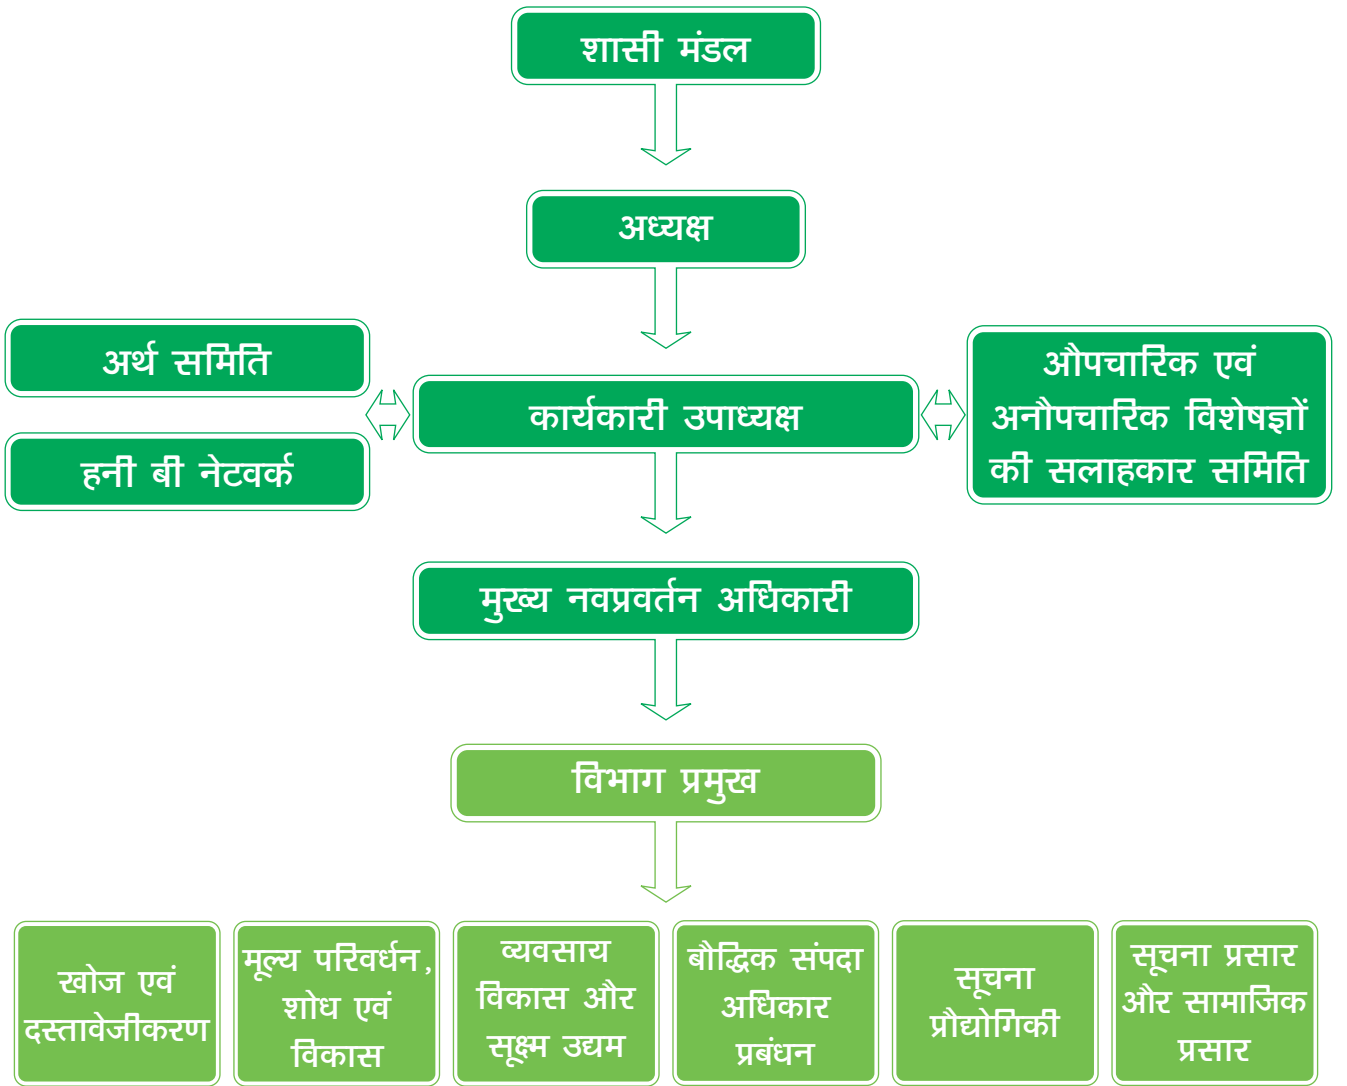 शासी मंडल
अध्यक्ष
अर्थ समिति
हनी बी नेटवर्क
कार्यकारी उपाध्यक्ष
औपचारिक एवं
अनौपचारिक विशेषज्ञों
की सलाहकार समिति
मुख्य नवप्रवर्तन अधिकारी
विभाग प्रमुख
खोज एवं
दस्तावेजीकरण
मूल्य परिवर्धन,
शोध एवं
विकास
व्यवसाय
विकास और
सूक्ष्म उद्यम
बौद्धिक संपदा
अधिकार
प्रबंधन
सूचना
प्रौद्योगिकी
सूचना प्रसार
और सामाजिक
प्रसार